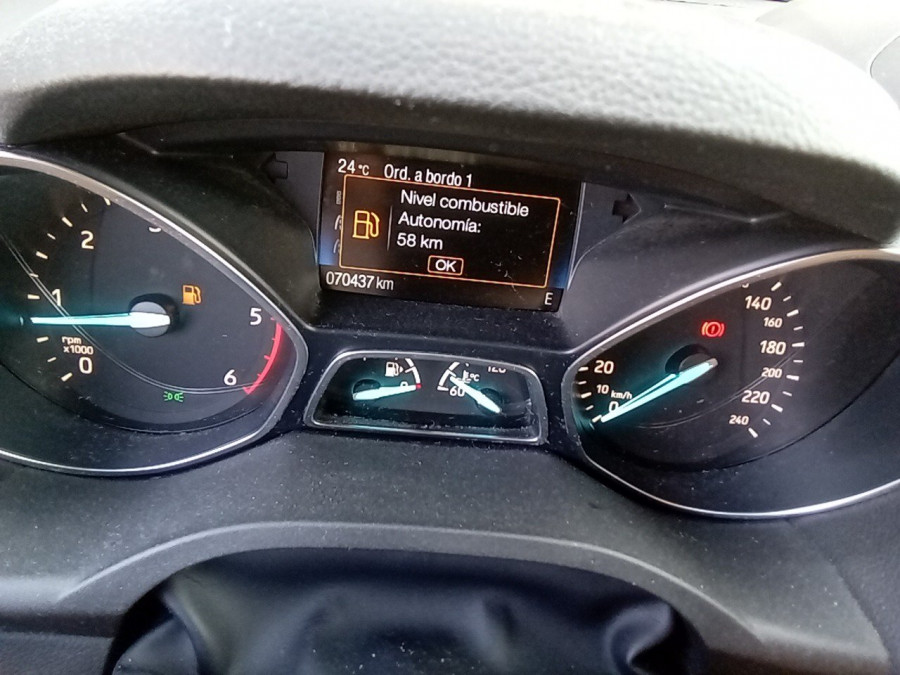 24 °C Ord. a bordo 1
Nivel combustible
Autonomía:
58 km
OK
070437 km E
2
1
rpm
x1000
0
5
6
0
60
°C
120
20
10
km/h
0
140
160
180
200
220
240